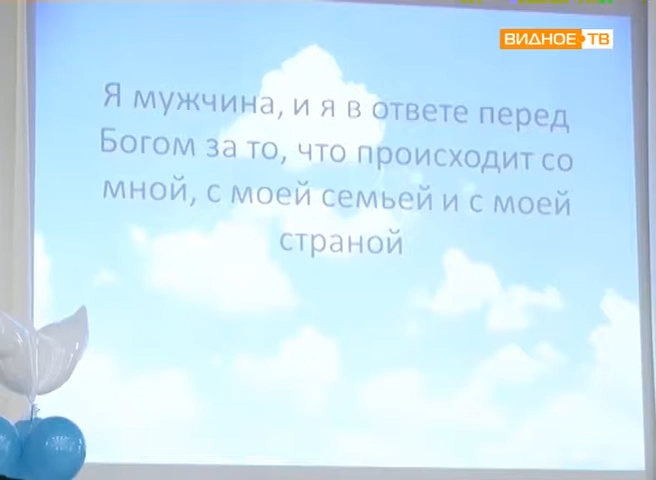 ВИДНОЕ ТВ
Я мужчина, и я в ответе перед
Богом за то, что происходит со
мной, с моей семьей и с моей
страной